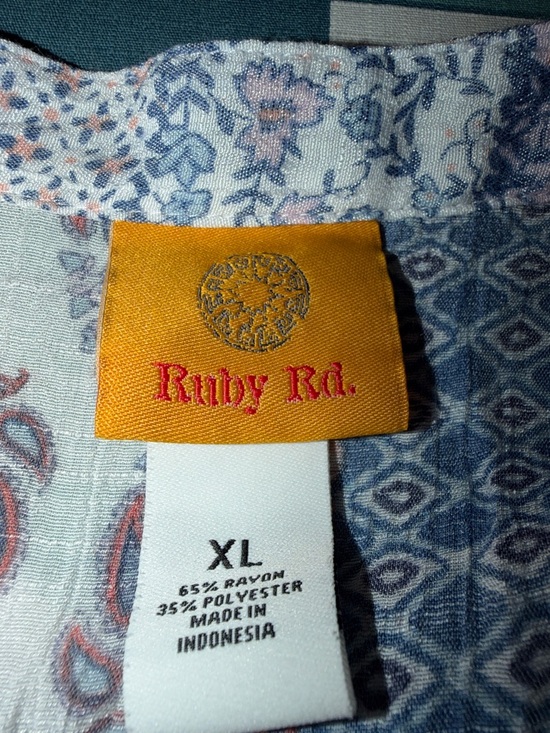 Ruby Rd.
XL
65% RAYON
35% POLYESTER
MADE IN
INDONESIA